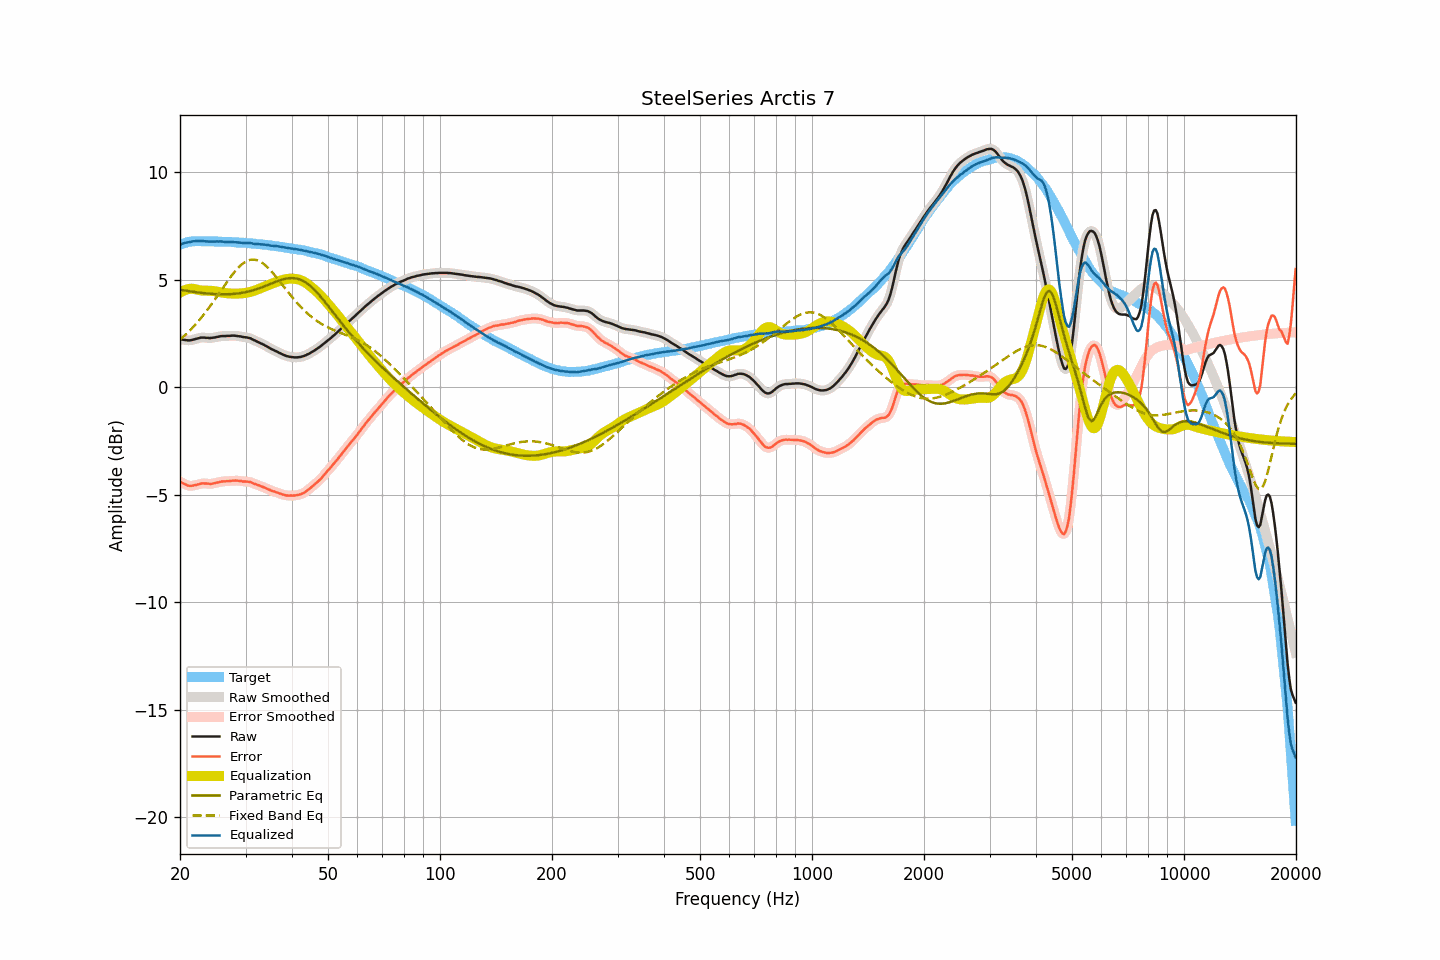 SteelSeries Arctis 7
Amplitude (dBr)
10
5
0
−5
−10
−15
−20
Target
Raw Smoothed
Error Smoothed
Raw
Error
Equalization
Parametric Eq
Fixed Band Eq
Equalized
20 50 100 200 500 1000 2000 5000 10000 20000
Frequency (Hz)